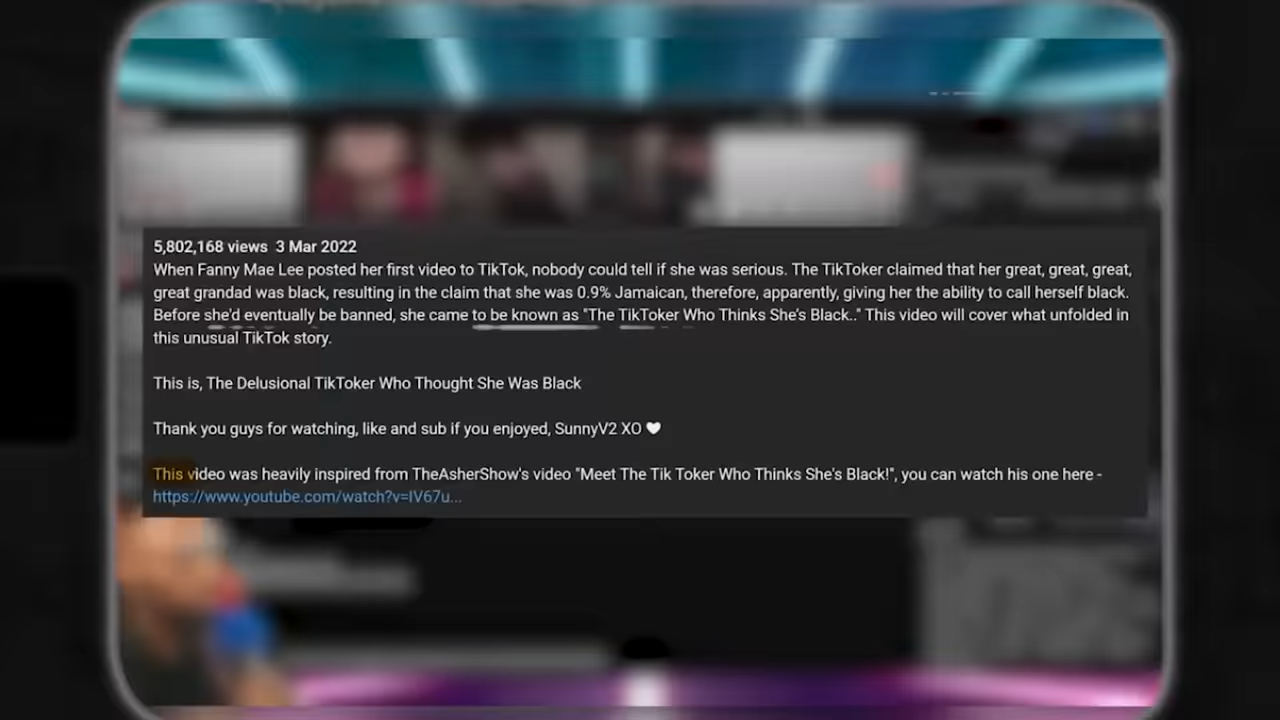 5,802,168 views 3 Mar 2022
When Fanny Mae Lee posted her first video to TikTok, nobody could tell if she was serious. The TikToker claimed that her great, great, great,
great grandad was black, resulting in the claim that she was 0.9% Jamaican, therefore, apparently, giving her the ability to call herself black.
Before she'd eventually be banned, she came to be known as "The TikToker Who Thinks She's Black.." This video will cover what unfolded in
this unusual TikTok story.
This is, The Delusional TikToker Who Thought She Was Black
Thank you guys for watching, like and sub if you enjoyed, SunnyV2 XO 🤍
This video was heavily inspired from TheAsherShow's video "Meet The Tik Toker Who Thinks She's Black!", you can watch his one here -
https://www.youtube.com/watch?v=IV67u...